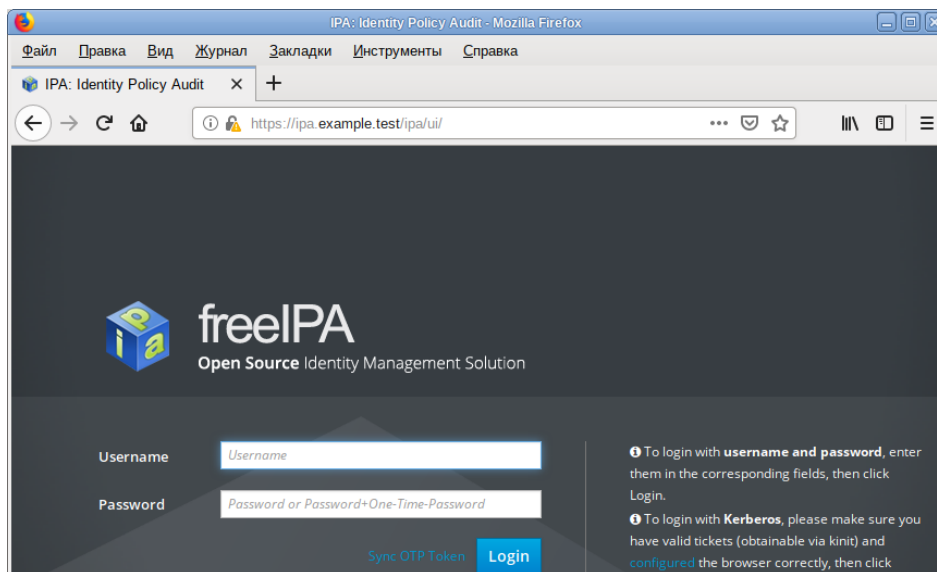 IPA: Identity Policy Audit - Mozilla Firefox
Файл Правка Вид Журнал Закладки Инструменты Справка
IPA: Identity Policy Audit
https://ipa.example.test/ipa/ui/
ipa
freeIPA
Open Source Identity Management Solution
Username
Username
Password
Password or Password+One-Time-Password
Sync OTP Token
Login
To login with username and password, enter
them in the corresponding fields, then click
Login.
To login with Kerberos, please make sure you
have valid tickets (obtainable via kinit) and
configured the browser correctly, then click